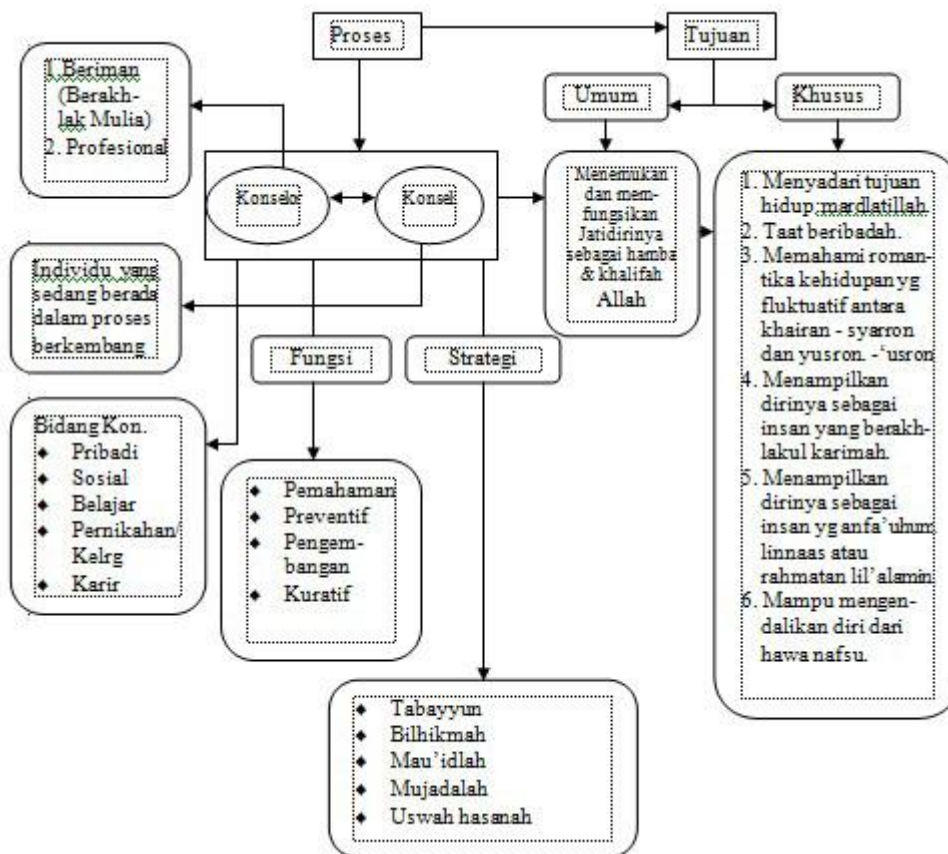 Proses
Tujuan
1. Beriman
(Berakh-
lak Mulia)
2. Profesional
Umum
Khusus
Konselor
Konseli
Menemukan
dan mem-
fungsikan
Jatidirinya
sebagai hamba
& khalifah
Allah
1. Menyadari tujuan
hidup;mardlatillah
2. Taat beribadah.
3. Memahami roman-
tika kehidupan yg
fluktuatif antara
khairan - syarron
dan yusron. -‘usron
4. Menampilkan
dirinya sebagai
insan yang berakh-
lakul karimah.
5. Menampilkan
dirinya sebagai
insan yg anfa’uhum
linnaas atau
rahmatan lil’alamin
6. Mampu mengen-
dalikan diri dari
hawa nafsu.
Individu yang
sedang berada
dalam proses
berkembang
Fungsi
Strategi
Bidang Kon.
◆ Pribadi
◆ Sosial
◆ Belajar
◆ Pernikahan/
Kelrg
◆ Karir
◆ Pemahaman
◆ Preventif
◆ Pengem-
bangan
◆ Kuratif
◆ Tabayyun
◆ Bilhikmah
◆ Mau’idlah
◆ Mujadalah
◆ Uswah hasanah